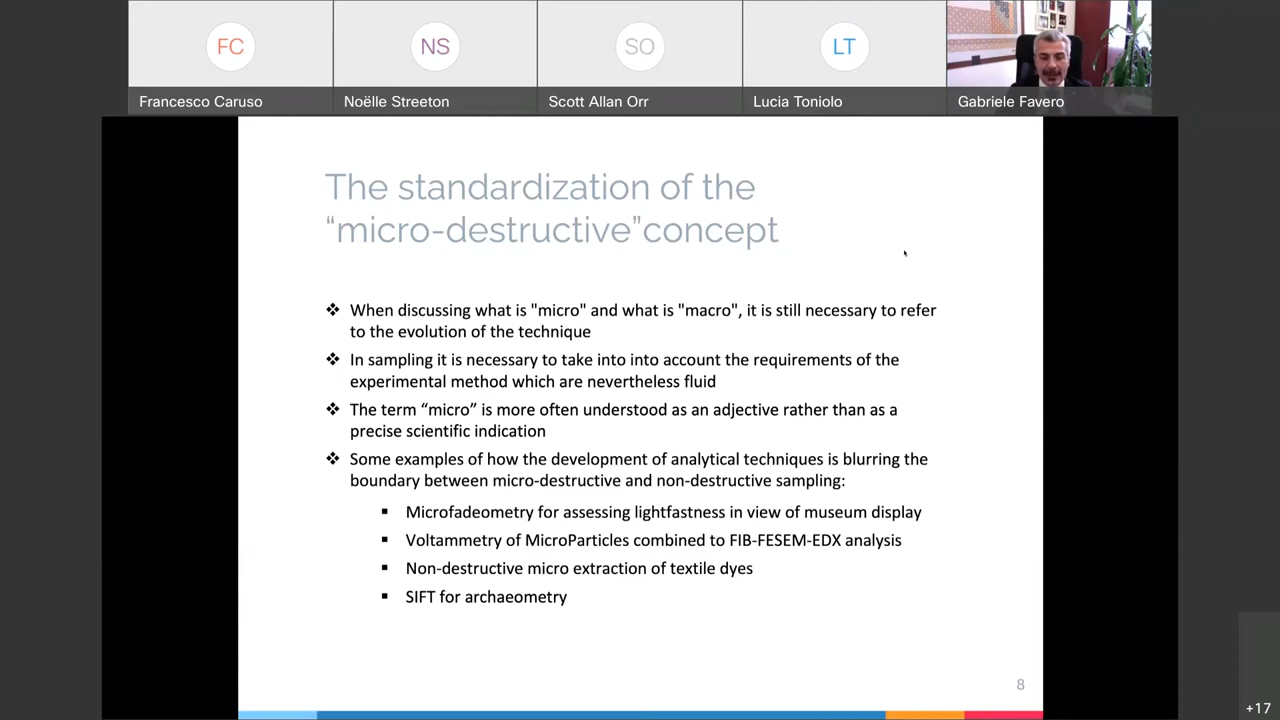 FC
NS
SO
LT
Francesco Caruso
Noëlle Streeton
Scott Allan Orr
Lucia Toniolo
Gabriele Favero
The standardization of the
“micro-destructive”concept
❖ When discussing what is "micro" and what is "macro", it is still necessary to refer
to the evolution of the technique
❖ In sampling it is necessary to take into into account the requirements of the
experimental method which are nevertheless fluid
❖ The term “micro” is more often understood as an adjective rather than as a
precise scientific indication
❖ Some examples of how the development of analytical techniques is blurring the
boundary between micro-destructive and non-destructive sampling:
▪ Microfadeometry for assessing lightfastness in view of museum display
▪ Voltammetry of MicroParticles combined to FIB-FESEM-EDX analysis
▪ Non-destructive micro extraction of textile dyes
▪ SIFT for archaeometry
8
+17